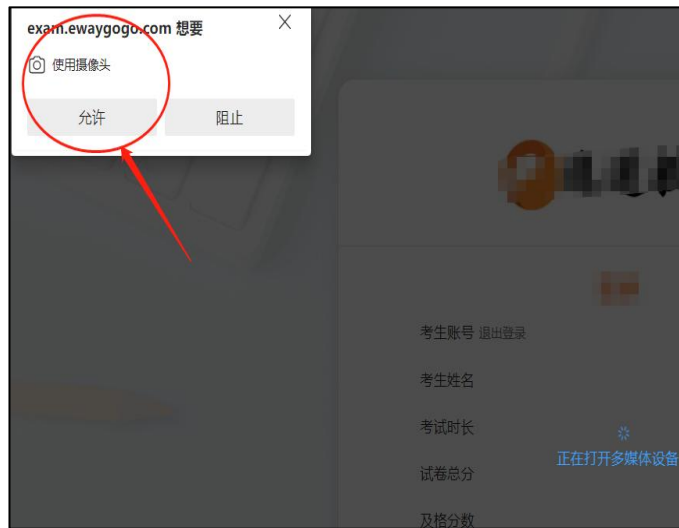 exam.ewaygogo.com 想要
使用摄像头
允许 阻止
考生账号 退出登录
考生姓名
考试时长
正在打开多媒体设备
试卷总分
及格分数